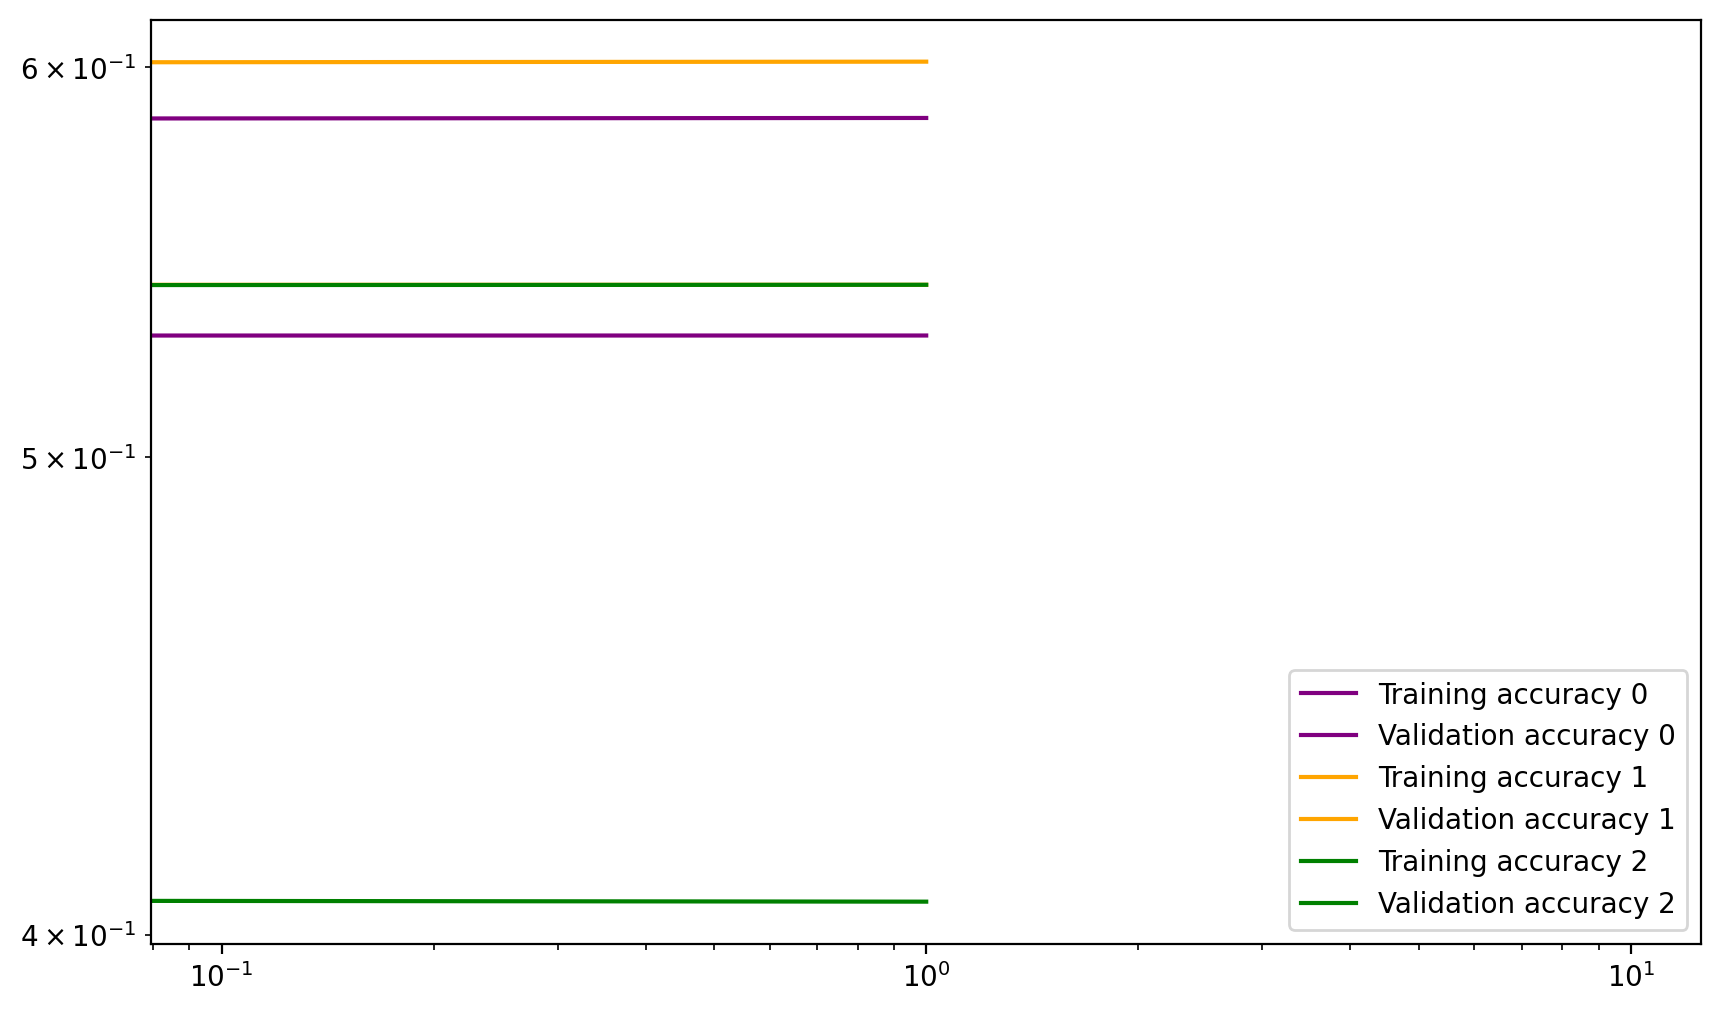 6 × 10⁻¹
5 × 10⁻¹
4 × 10⁻¹
10⁻¹
10⁰
10¹
Training accuracy 0
Validation accuracy 0
Training accuracy 1
Validation accuracy 1
Training accuracy 2
Validation accuracy 2